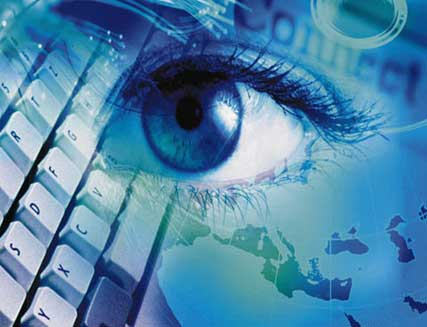 Connect
R T
S D F G
Y X C V